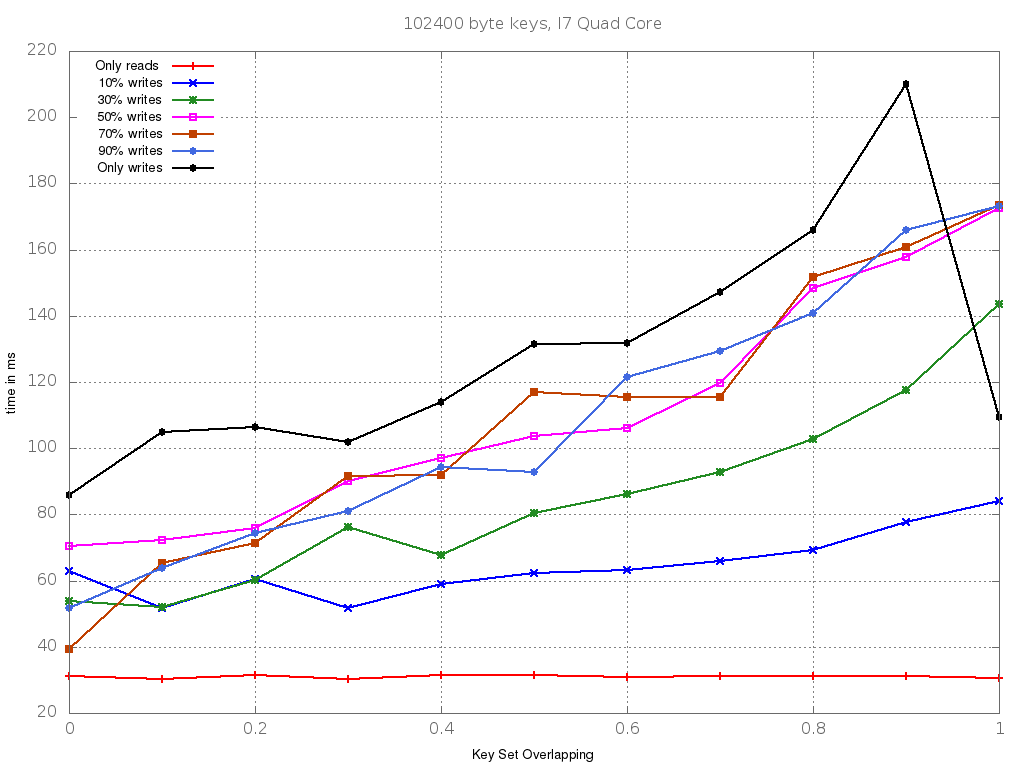 102400 byte keys, I7 Quad Core
220
200
180
160
140
120
100
80
60
40
20
Only reads
10% writes
30% writes
50% writes
70% writes
90% writes
Only writes
time in ms
0
0.2
0.4
0.6
0.8
1
Key Set Overlapping